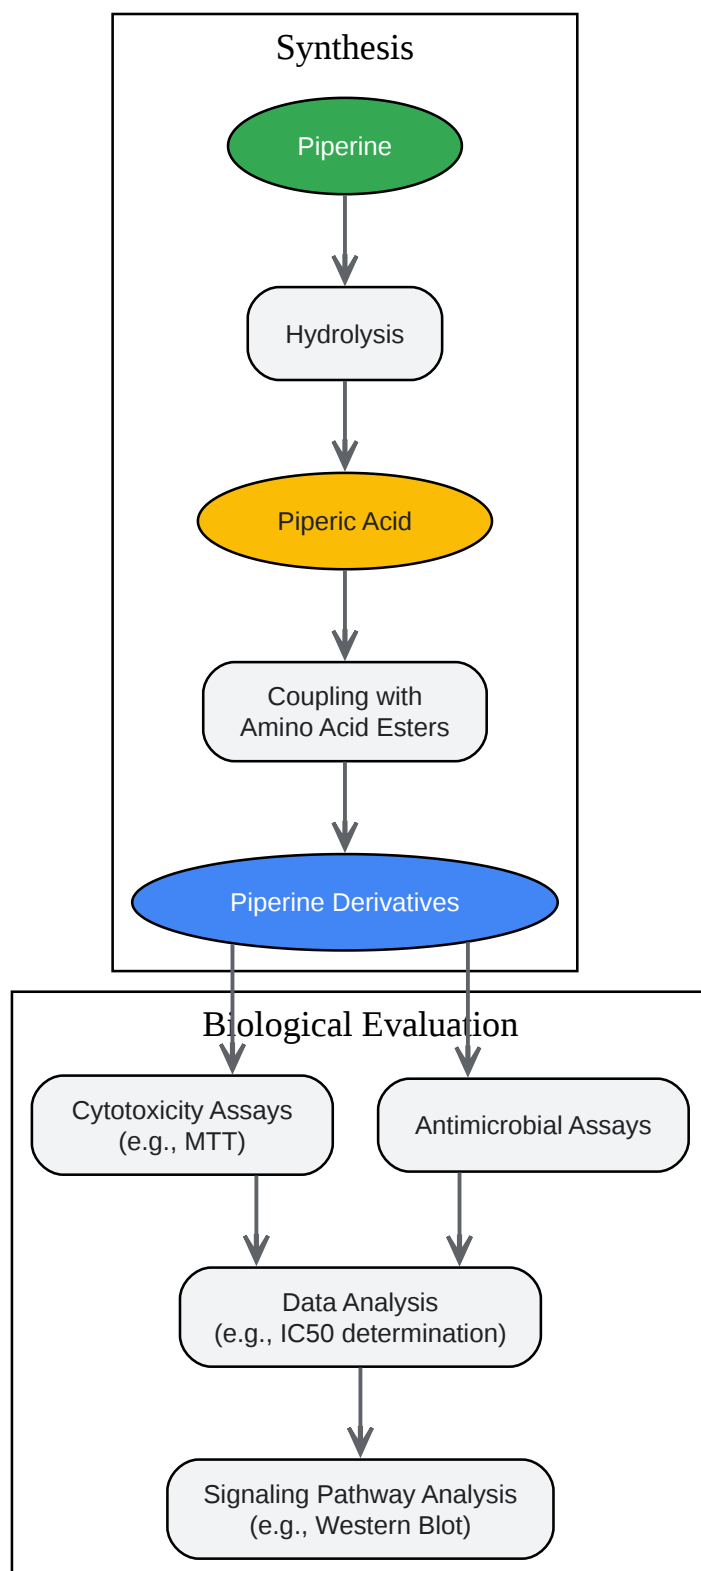 Synthesis
Piperine
Hydrolysis
Piperic Acid
Coupling with
Amino Acid Esters
Piperine Derivatives
Biological Evaluation
Cytotoxicity Assays
(e.g., MTT)
Antimicrobial Assays
Data Analysis
(e.g., IC50 determination)
Signaling Pathway Analysis
(e.g., Western Blot)